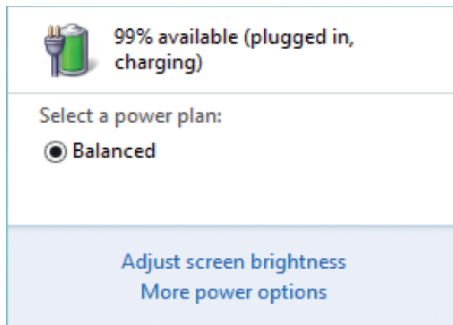 99% available (plugged in,
charging)
Select a power plan:
Balanced
Adjust screen brightness
More power options